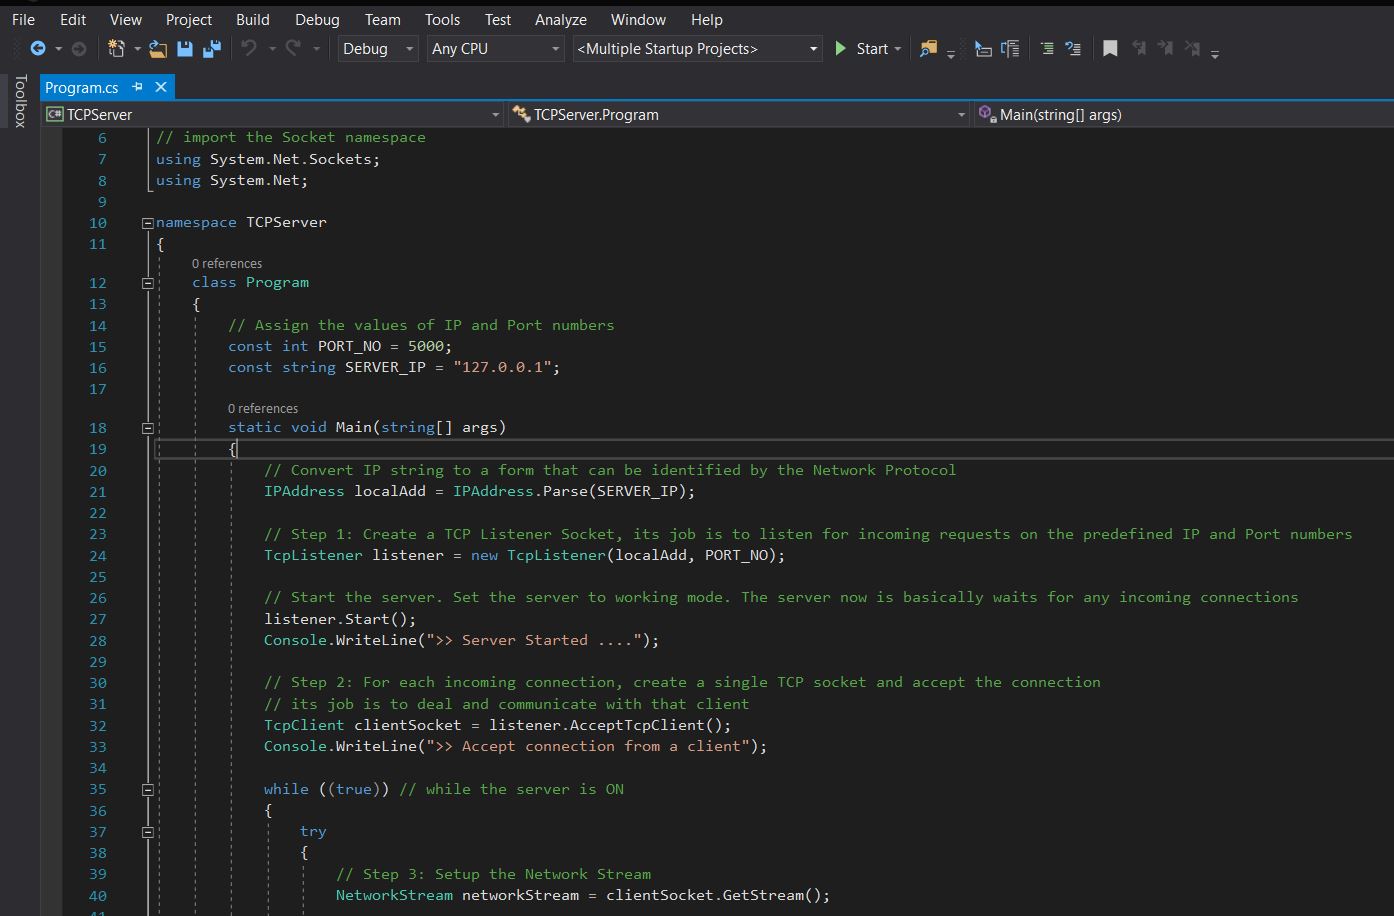 File Edit View Project Build Debug Team Tools Test Analyze Window Help
Debug Any CPU <Multiple Startup Projects> Start
Toolbox
Program.cs
C# TCPServer TCPServer.Program Main(string[] args)
6 // import the Socket namespace
7 using System.Net.Sockets;
8 using System.Net;
9
10 namespace TCPServer
11 {
0 references
12 class Program
13 {
14 // Assign the values of IP and Port numbers
15 const int PORT_NO = 5000;
16 const string SERVER_IP = "127.0.0.1";
17
0 references
18 static void Main(string[] args)
19 {
20 // Convert IP string to a form that can be identified by the Network Protocol
21 IPAddress localAdd = IPAddress.Parse(SERVER_IP);
22
23 // Step 1: Create a TCP Listener Socket, its job is to listen for incoming requests on the predefined IP and Port numbers
24 TcpListener listener = new TcpListener(localAdd, PORT_NO);
25
26 // Start the server. Set the server to working mode. The server now is basically waits for any incoming connections
27 listener.Start();
28 Console.WriteLine(">> Server Started ....");
29
30 // Step 2: For each incoming connection, create a single TCP socket and accept the connection
31 // its job is to deal and communicate with that client
32 TcpClient clientSocket = listener.AcceptTcpClient();
33 Console.WriteLine(">> Accept connection from a client");
34
35 while ((true)) // while the server is ON
36 {
37 try
38 {
39 // Step 3: Setup the Network Stream
40 NetworkStream networkStream = clientSocket.GetStream();